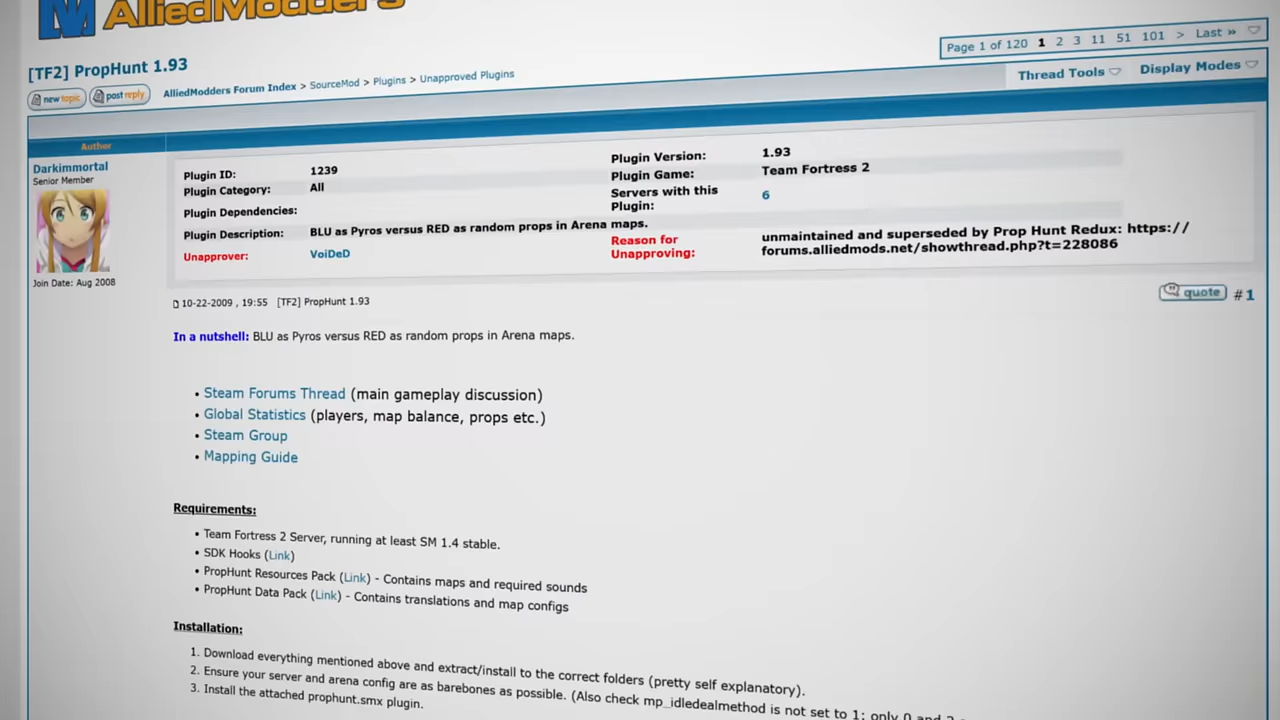 AlliedModders
Page 1 of 120 1 2 3 11 51 101 > Last »
[TF2] PropHunt 1.93
new topic post reply AlliedModders Forum Index > SourceMod > Plugins > Unapproved Plugins
Thread Tools Display Modes
Author
Darkimmortal
Senior Member
Join Date: Aug 2008
Plugin ID: 1239
Plugin Version: 1.93
Plugin Category: All
Plugin Game: Team Fortress 2
Plugin Dependencies:
Servers with this
Plugin: 6
Plugin Description: BLU as Pyros versus RED as random props in Arena maps.
Unapprover: VoiDeD
Reason for
Unapproving:
unmaintained and superseded by Prop Hunt Redux: https://
forums.alliedmods.net/showthread.php?t=228086
10-22-2009 , 19:55 [TF2] PropHunt 1.93
quote #1
In a nutshell: BLU as Pyros versus RED as random props in Arena maps.
• Steam Forums Thread (main gameplay discussion)
• Global Statistics (players, map balance, props etc.)
• Steam Group
• Mapping Guide
Requirements:
• Team Fortress 2 Server, running at least SM 1.4 stable.
• SDK Hooks (Link)
• PropHunt Resources Pack (Link) - Contains maps and required sounds
• PropHunt Data Pack (Link) - Contains translations and map configs
Installation:
1. Download everything mentioned above and extract/install to the correct folders (pretty self explanatory).
2. Ensure your server and arena config are as barebones as possible. (Also check mp_idledealmethod is not set to 1; only 0 and 2
3. Install the attached prophunt.smx plugin.